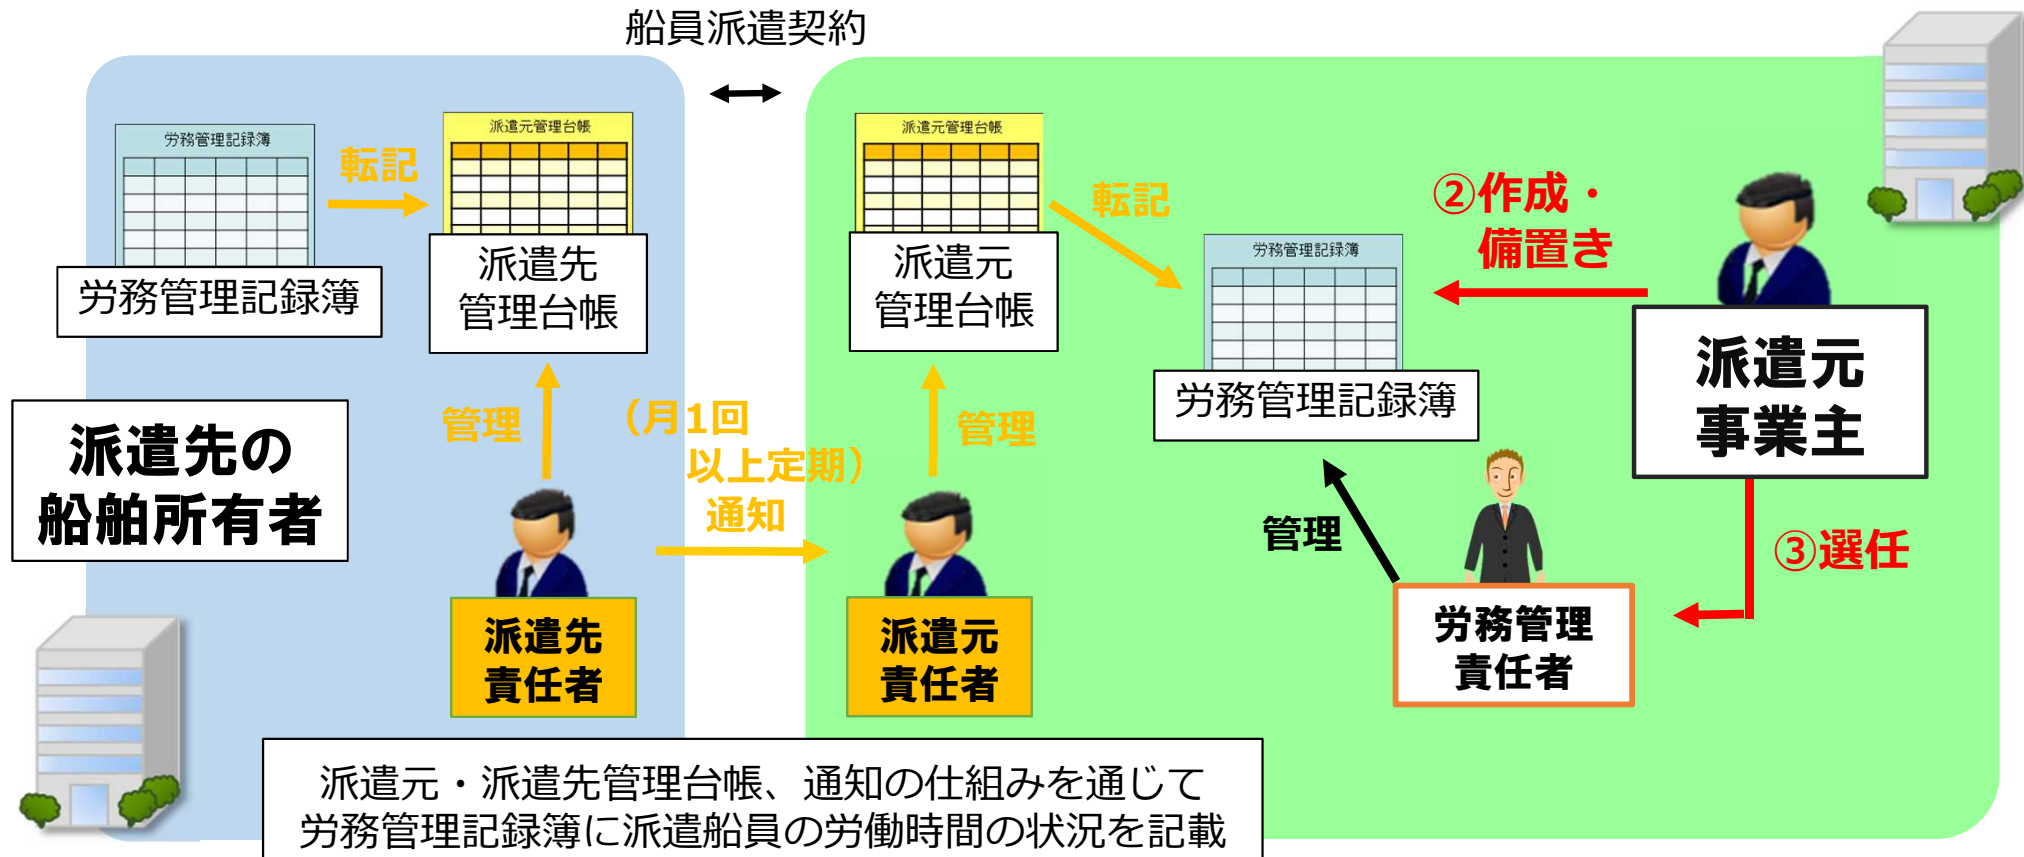 船員派遣契約
労務管理記録簿
転記
派遣元管理台帳
労務管理記録簿
派遣先
管理台帳
派遣先の
船舶所有者
管理
(月1回
以上定期)
通知
派遣先
責任者
派遣元管理台帳
転記
派遣元
管理台帳
労務管理記録簿
労務管理記録簿
②作成・
備置き
派遣元
事業主
管理
派遣元
責任者
管理
労務管理
責任者
③選任
派遣元・派遣先管理台帳、通知の仕組みを通じて
労務管理記録簿に派遣船員の労働時間の状況を記載